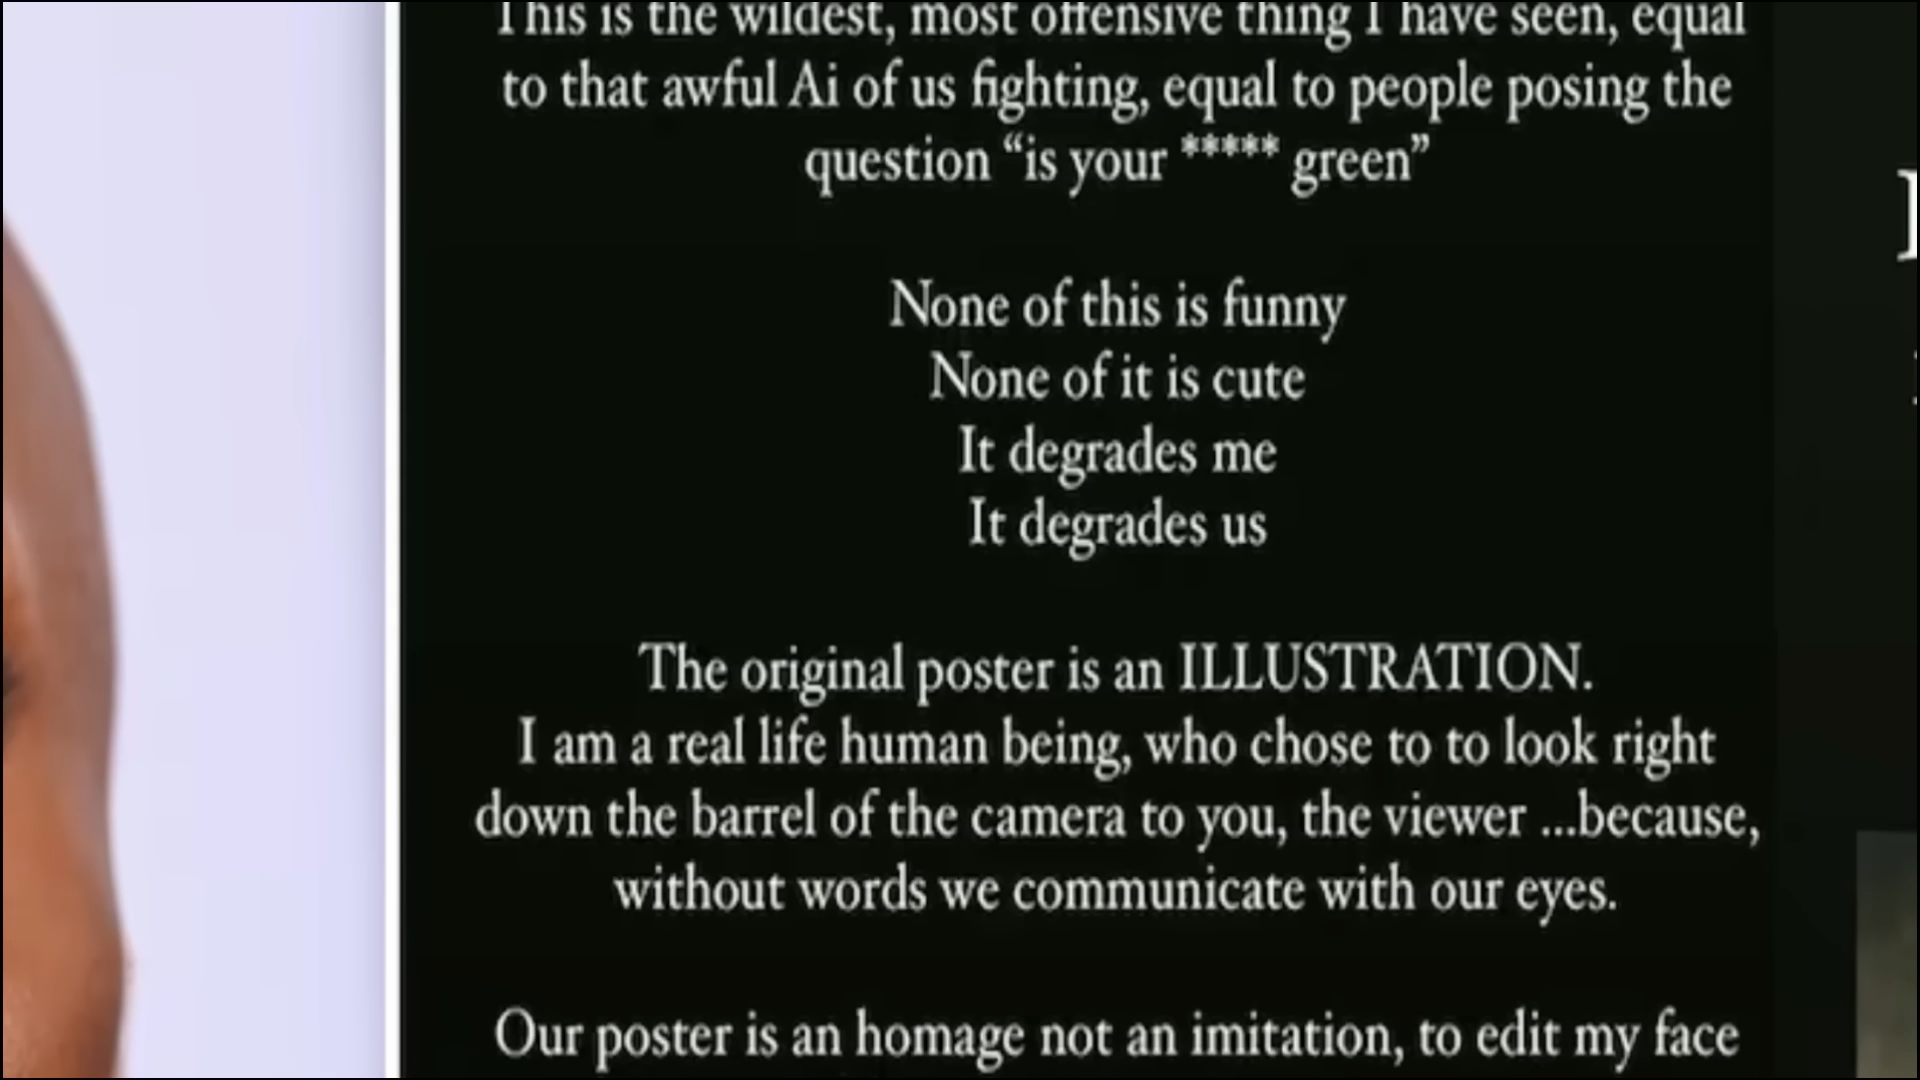 This is the wildest, most offensive thing I have seen, equal
to that awful Ai of us fighting, equal to people posing the
question “is your ***** green”
None of this is funny
None of it is cute
It degrades me
It degrades us
The original poster is an ILLUSTRATION.
I am a real life human being, who chose to to look right
down the barrel of the camera to you, the viewer ...because,
without words we communicate with our eyes.
Our poster is an homage not an imitation, to edit my face